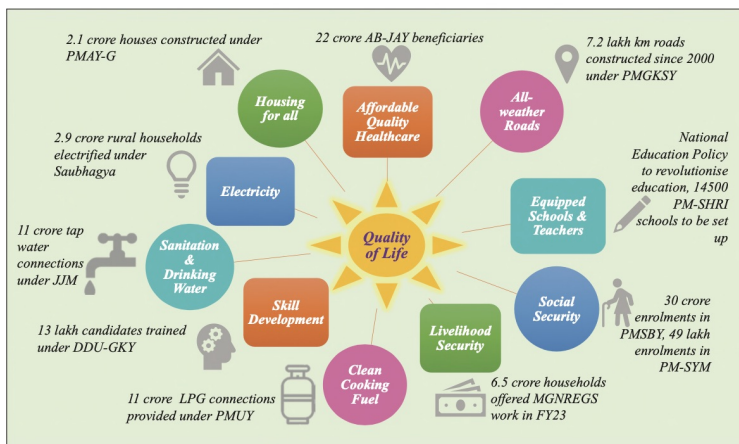 2.1 crore houses constructed under
PMAY-G
22 crore AB-JAY beneficiaries
7.2 lakh km roads
constructed since 2000
under PMGKSY
Housing
for all
Affordable
Quality
Healthcare
All-
weather
Roads
2.9 crore rural households
electrified under
Saubhagya
Electricity
National
Education Policy
to revolutionise
education, 14500
PM-SHRI
schools to be set
up
Equipped
Schools &
Teachers
Quality
of Life
11 crore tap
water
connections
under JJM
Sanitation
&
Drinking
Water
Social
Security
30 crore
enrolments in
PMSBY, 49 lakh
enrolments in
PM-SYM
Skill
Development
13 lakh candidates trained
under DDU-GKY
Livelihood
Security
Clean
Cooking
Fuel
11 crore LPG connections
provided under PMUY
6.5 crore households
offered MGNREGS
work in FY23